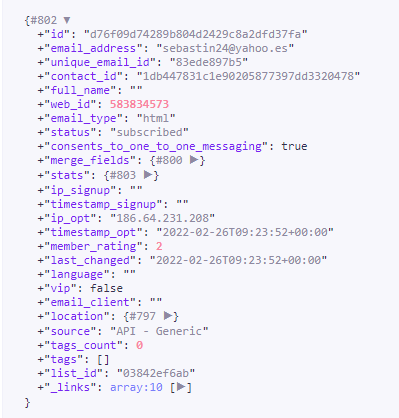 {#802 ▼
+"id": "d76f09d74289b804d2429c8a2dfd37fa"
+"email_address": "sebastin24@yahoo.es"
+"unique_email_id": "83ede897b5"
+"contact_id": "1db447831c1e90205877397dd3320478"
+"full_name": ""
+"web_id": 583834573
+"email_type": "html"
+"status": "subscribed"
+"consents_to_one_to_one_messaging": true
+"merge_fields": {#800 ▶}
+"stats": {#803 ▶}
+"ip_signup": ""
+"timestamp_signup": ""
+"ip_opt": "186.64.231.208"
+"timestamp_opt": "2022-02-26T09:23:52+00:00"
+"member_rating": 2
+"last_changed": "2022-02-26T09:23:52+00:00"
+"language": ""
+"vip": false
+"email_client": ""
+"location": {#797 ▶}
+"source": "API - Generic"
+"tags_count": 0
+"tags": []
+"list_id": "03842ef6ab"
+"_links": array:10 [▶]
}